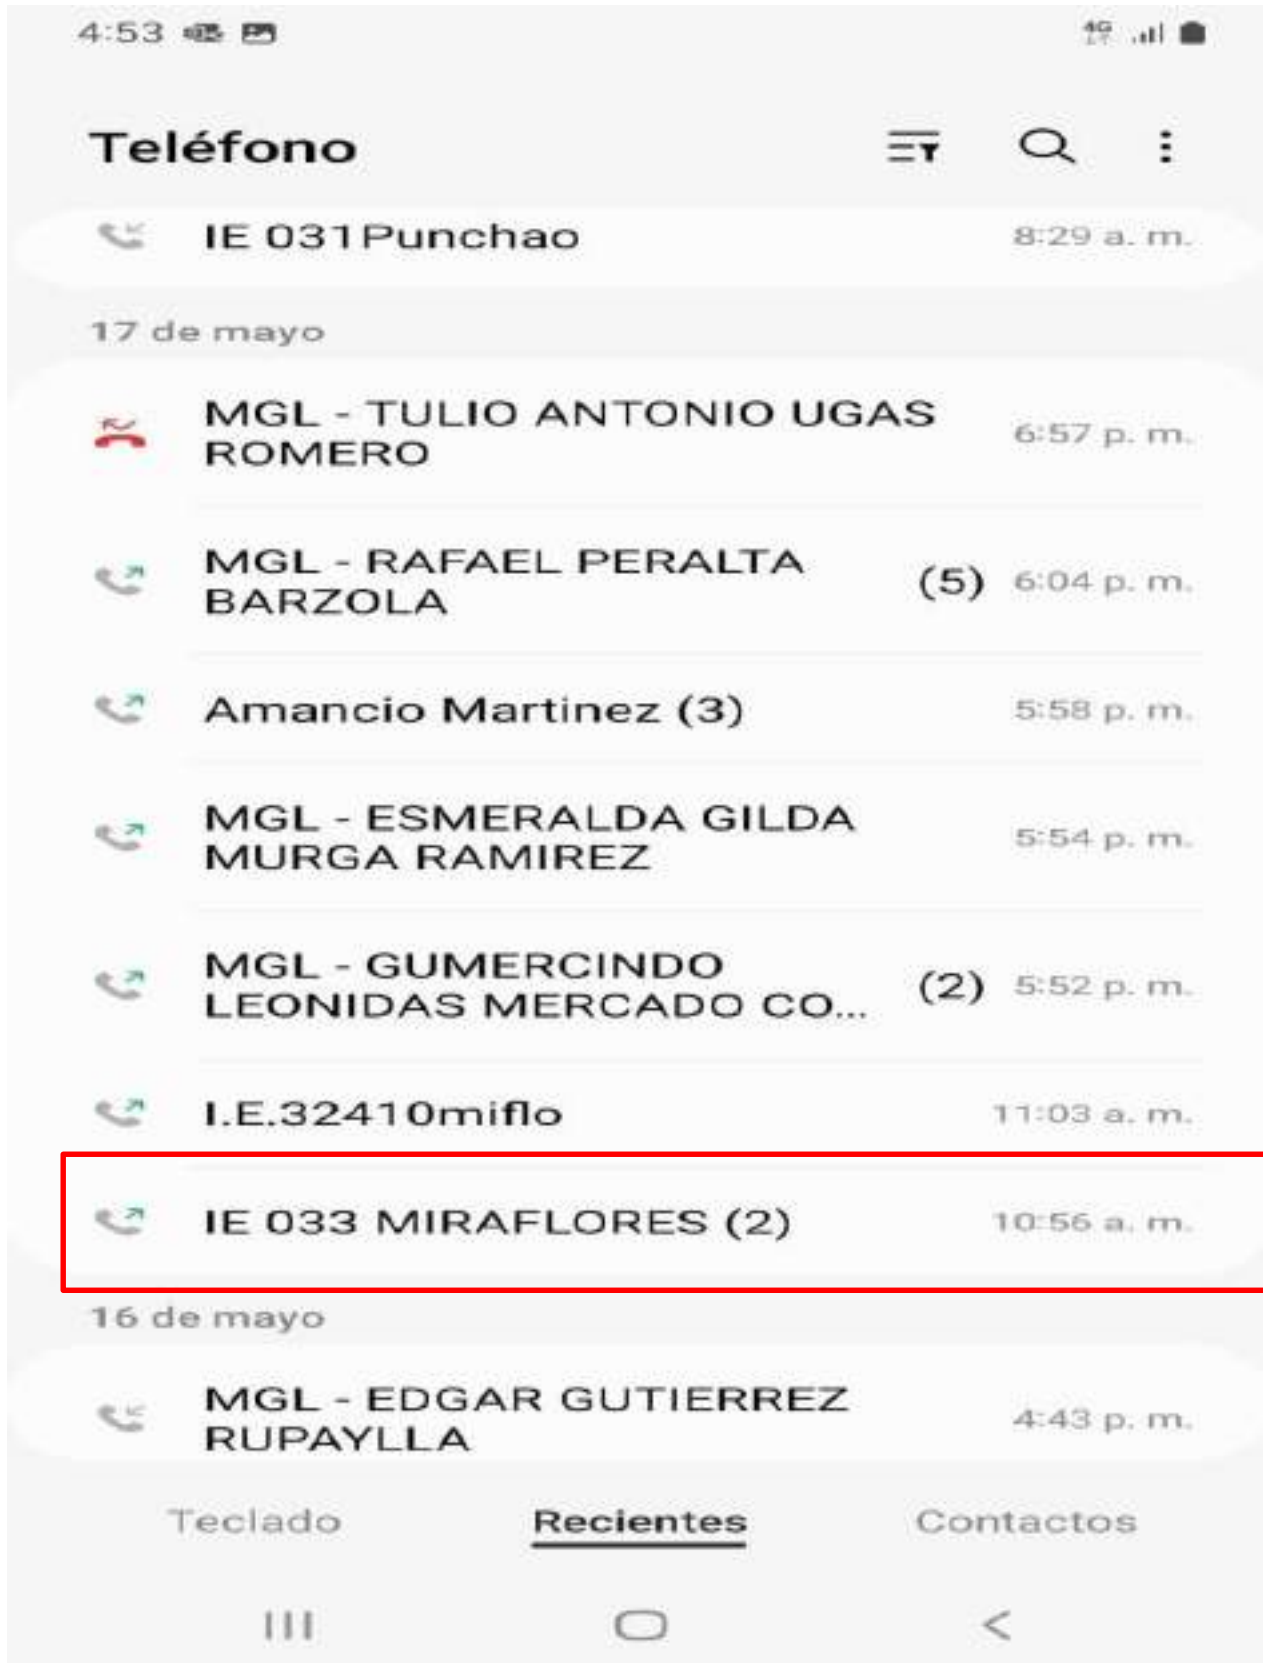 4:53
4G
Teléfono
IE 031Punchao 8:29 a. m.
17 de mayo
MGL - TULIO ANTONIO UGAS
ROMERO 6:57 p. m.
MGL - RAFAEL PERALTA
BARZOLA (5) 6:04 p. m.
Amancio Martinez (3) 5:58 p. m.
MGL - ESMERALDA GILDA
MURGA RAMIREZ 5:54 p. m.
MGL - GUMERCINDO
LEONIDAS MERCADO CO... (2) 5:52 p. m.
I.E.32410miflo 11:03 a. m.
IE 033 MIRAFLORES (2) 10:56 a. m.
16 de mayo
MGL - EDGAR GUTIERREZ
RUPAYLLA 4:43 p. m.
Teclado Recientes Contactos